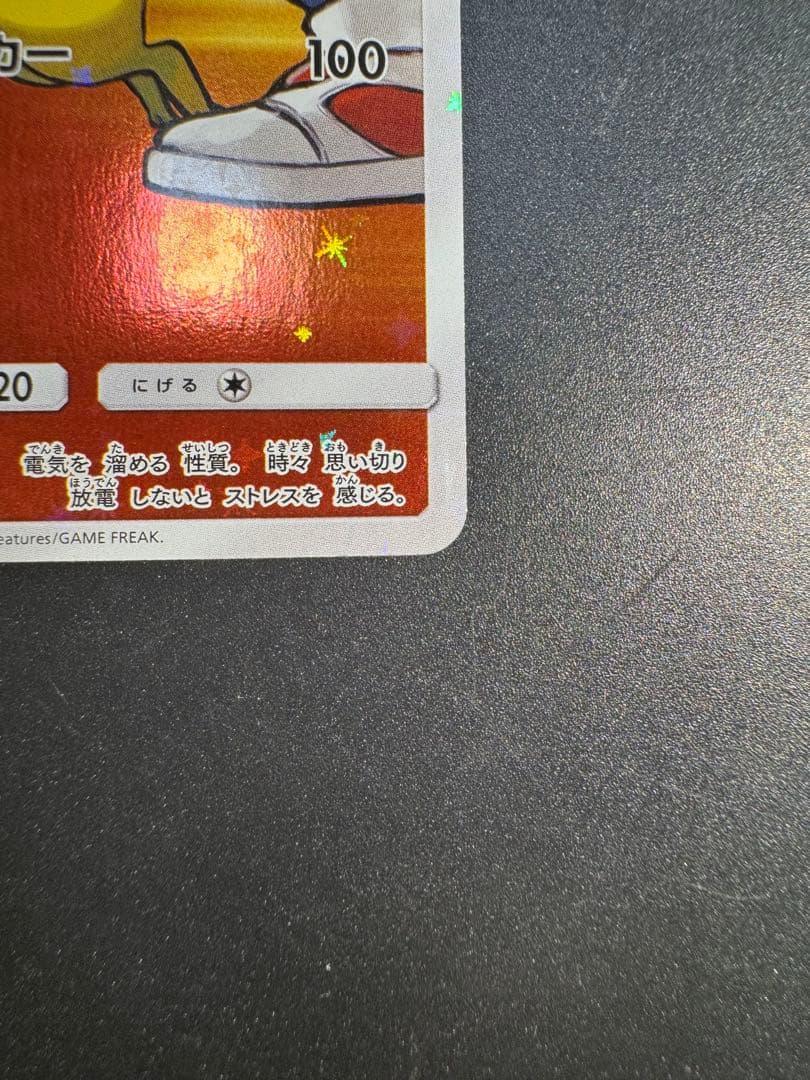 カー 100
20 にげる
電気を 溜める 性質。 時々 思い切り
放電 しないと ストレスを 感じる。
eatures/GAME FREAK.